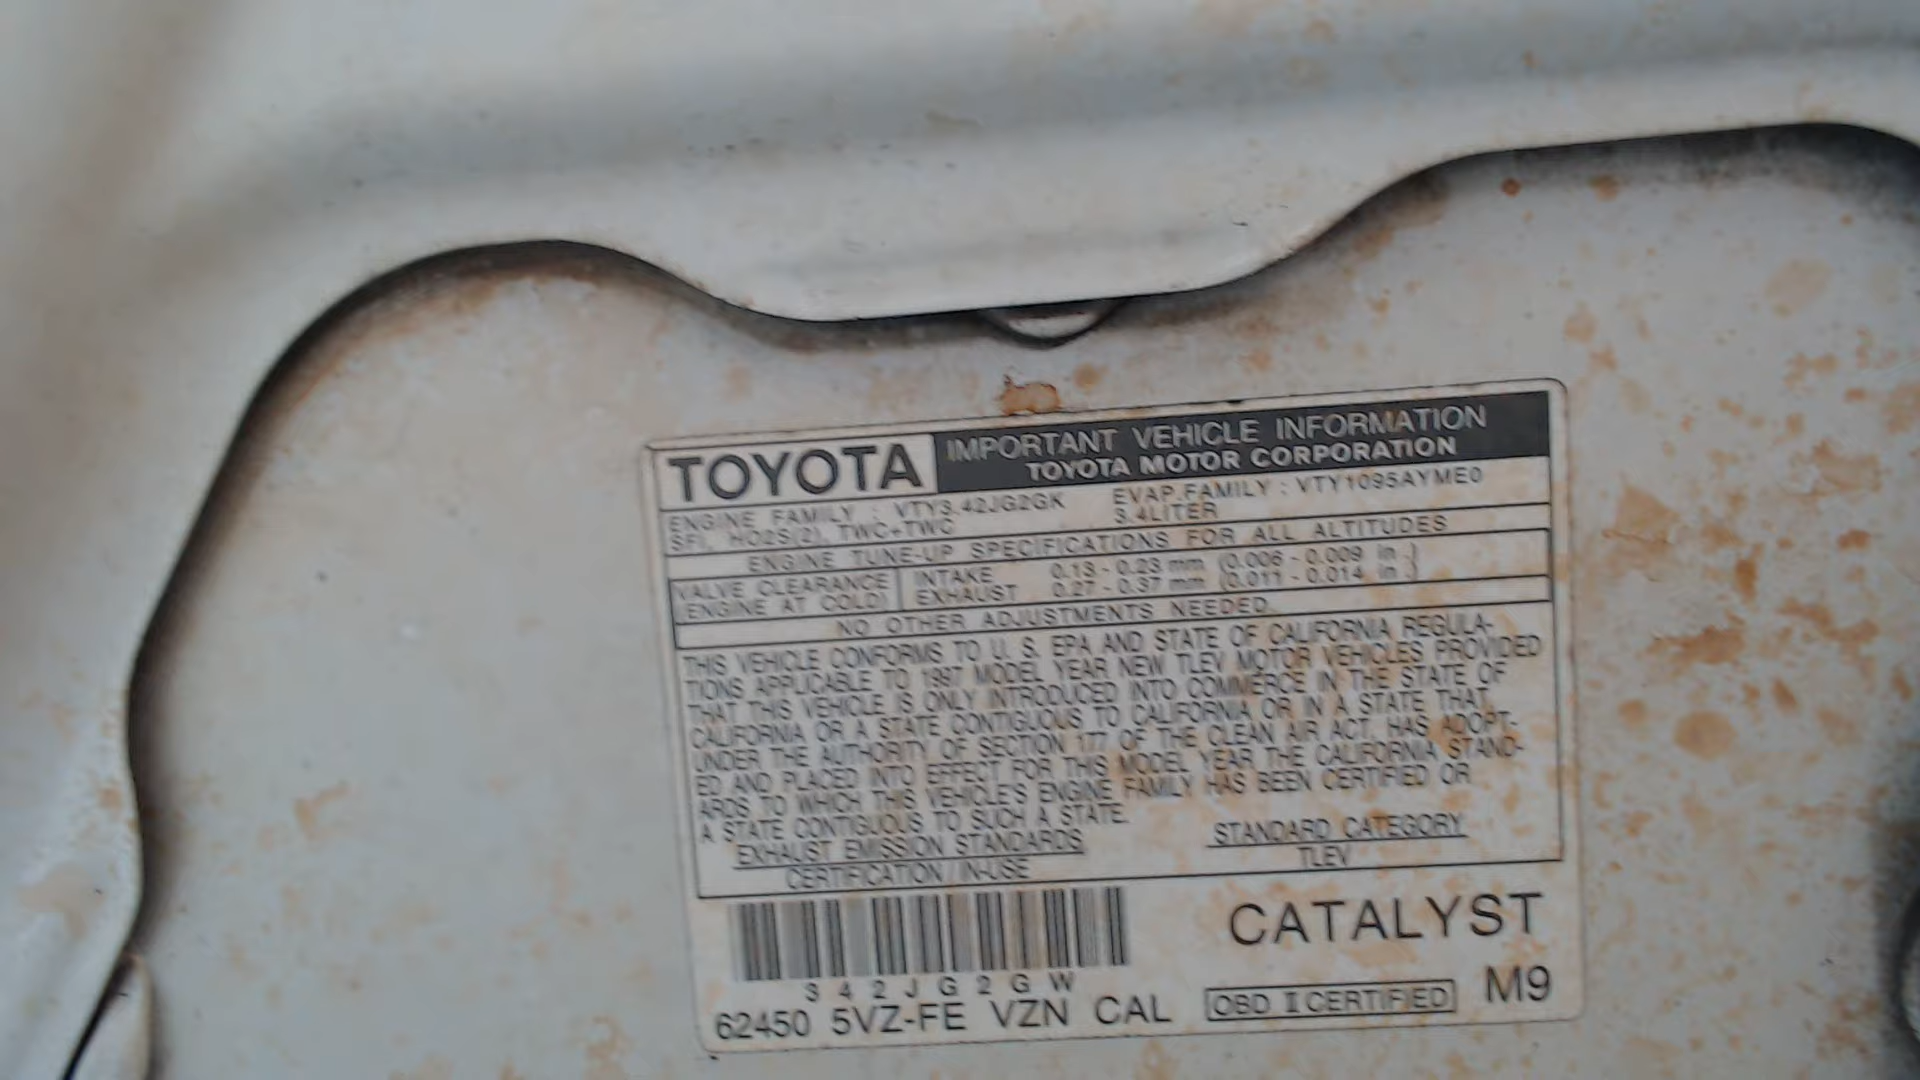 TOYOTA IMPORTANT VEHICLE INFORMATION
TOYOTA MOTOR CORPORATION
ENGINE FAMILY : VTY3.42JG2GK EVAP.FAMILY : VTY1095AYME0
SFI, HO2S(2), TWC+TWC 3.4LITER
ENGINE TUNE-UP SPECIFICATIONS FOR ALL ALTITUDES
VALVE CLEARANCE INTAKE 0.13 - 0.23 mm (0.006 - 0.009 in.)
(ENGINE AT COLD) EXHAUST 0.27 - 0.37 mm (0.011 - 0.014 in.)
NO OTHER ADJUSTMENTS NEEDED.
THIS VEHICLE CONFORMS TO U. S. EPA AND STATE OF CALIFORNIA REGULA-
TIONS APPLICABLE TO 1997 MODEL YEAR NEW TLEV MOTOR VEHICLES PROVIDED
THAT THIS VEHICLE IS ONLY INTRODUCED INTO COMMERCE IN THE STATE OF
CALIFORNIA OR A STATE CONTIGUOUS TO CALIFORNIA OR IN A STATE THAT,
UNDER THE AUTHORITY OF SECTION 177 OF THE CLEAN AIR ACT, HAS ADOPT-
ED AND PLACED INTO EFFECT FOR THIS MODEL YEAR THE CALIFORNIA STAND-
ARDS TO WHICH THIS VEHICLE'S ENGINE FAMILY HAS BEEN CERTIFIED OR
A STATE CONTIGUOUS TO SUCH A STATE.
EXHAUST EMISSION STANDARDS STANDARD CATEGORY
CERTIFICATION / IN-USE TLEV
CATALYST
342JG2GW
62450 5VZ-FE VZN CAL OBD II CERTIFIED M9